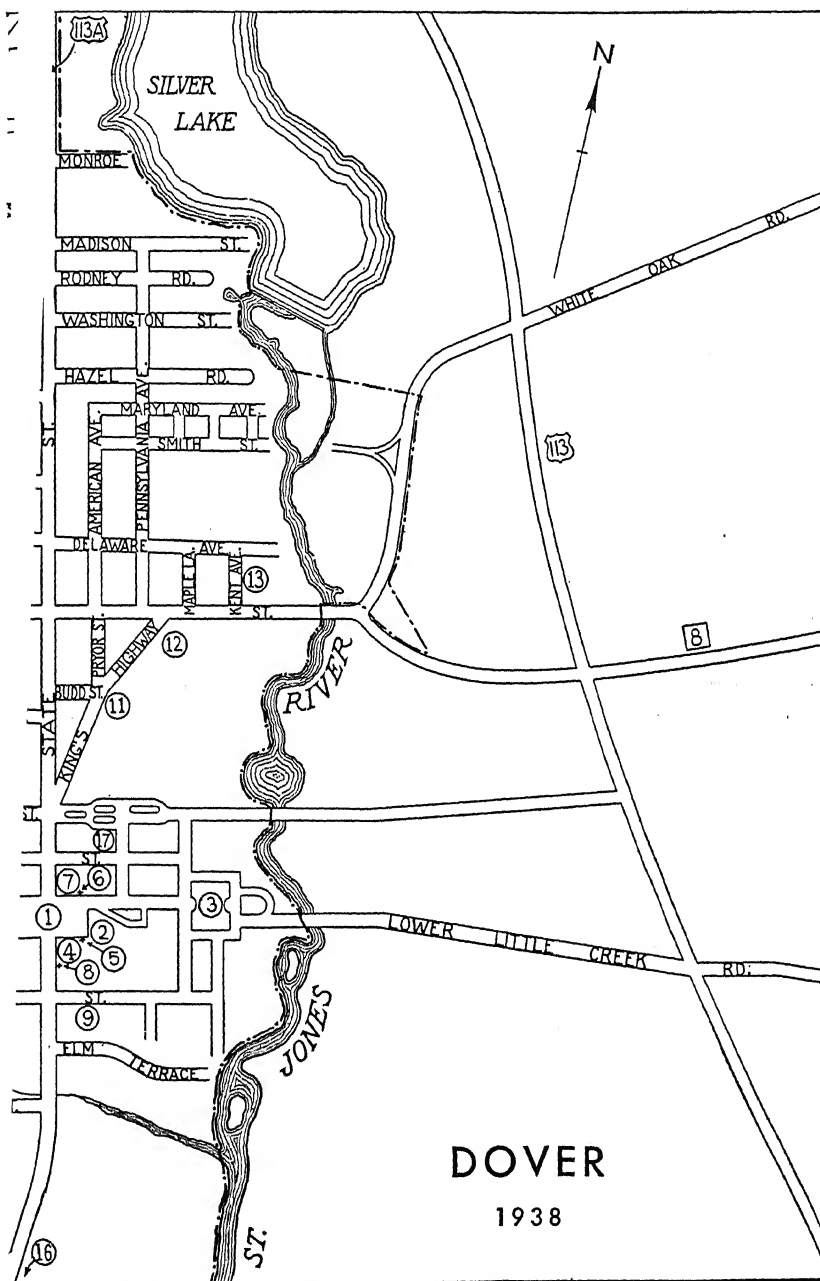 113A
SILVER
LAKE
N
MONROE
MADISON ST.
RODNEY RD.
WASHINGTON ST.
HAZEL RD.
WHITE OAK RD.
MARYLAND AVE.
SMITH ST.
ST.
AMERICAN AVE.
PENNSYLVANIA AVE.
113
DELAWARE AVE.
MAPLE LA.
KENT AVE.
13
ST.
PRYOR ST.
HIGHWAY
12
8
BUDD ST.
11
STATE
KING'S
RIVER
ST.
17
ST.
7
6
3
1
2
4
5
8
LOWER LITTLE CREEK RD.
ST.
9
JONES
ELM TERRACE
DOVER
1938
ST.
16